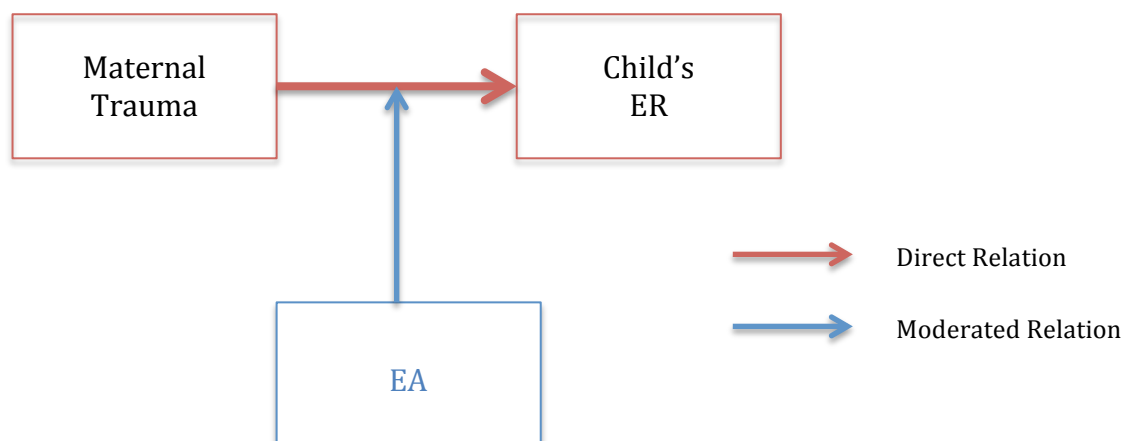 Maternal
Trauma
Child’s
ER
Direct Relation
Moderated Relation
EA